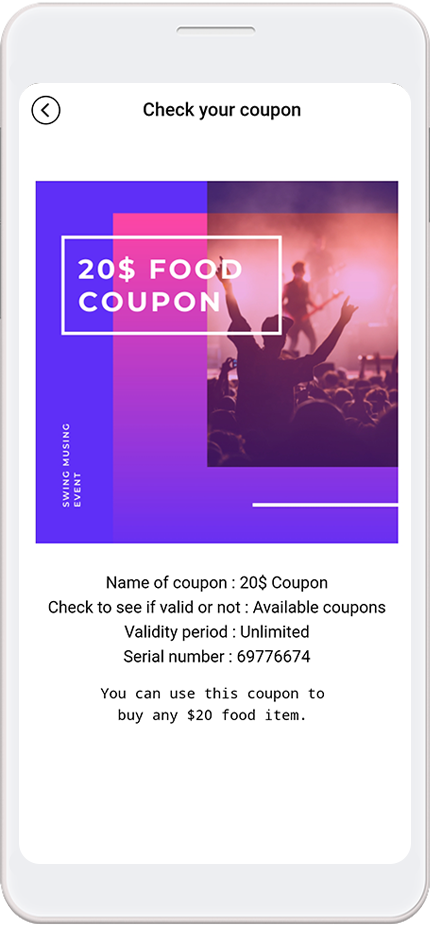 Check your coupon
20$ FOOD
COUPON
SWING MUSING
EVENT
Name of coupon : 20$ Coupon
Check to see if valid or not : Available coupons
Validity period : Unlimited
Serial number : 69776674
You can use this coupon to
buy any $20 food item.